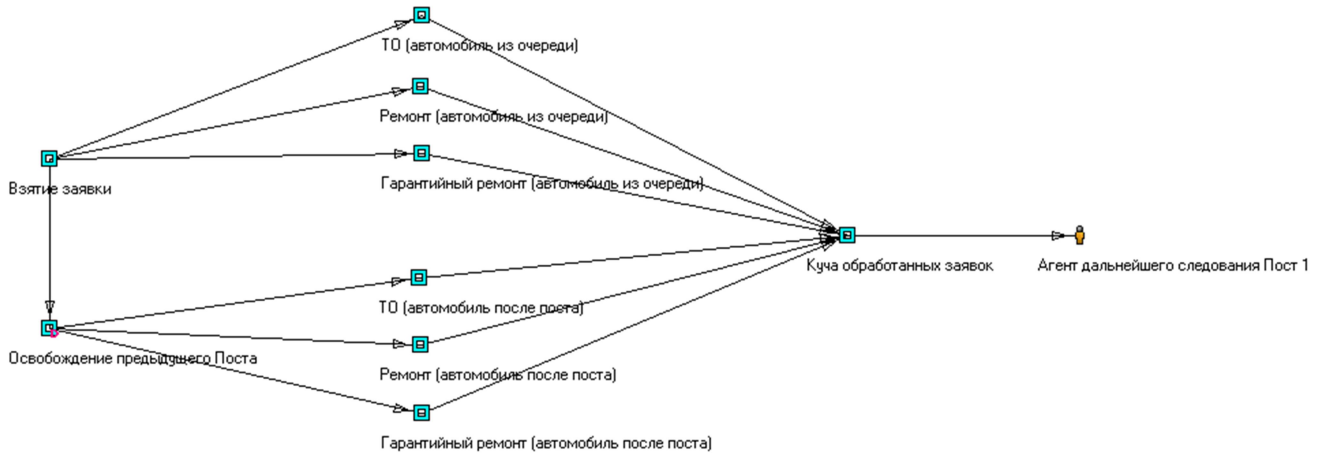 ТО (автомобиль из очереди)
Ремонт (автомобиль из очереди)
Гарантийный ремонт (автомобиль из очереди)
Взятие заявки
Куча обработанных заявок
Агент дальнейшего следования Пост 1
ТО (автомобиль после поста)
Освобождение предыдущего Поста
Ремонт (автомобиль после поста)
Гарантийный ремонт (автомобиль после поста)